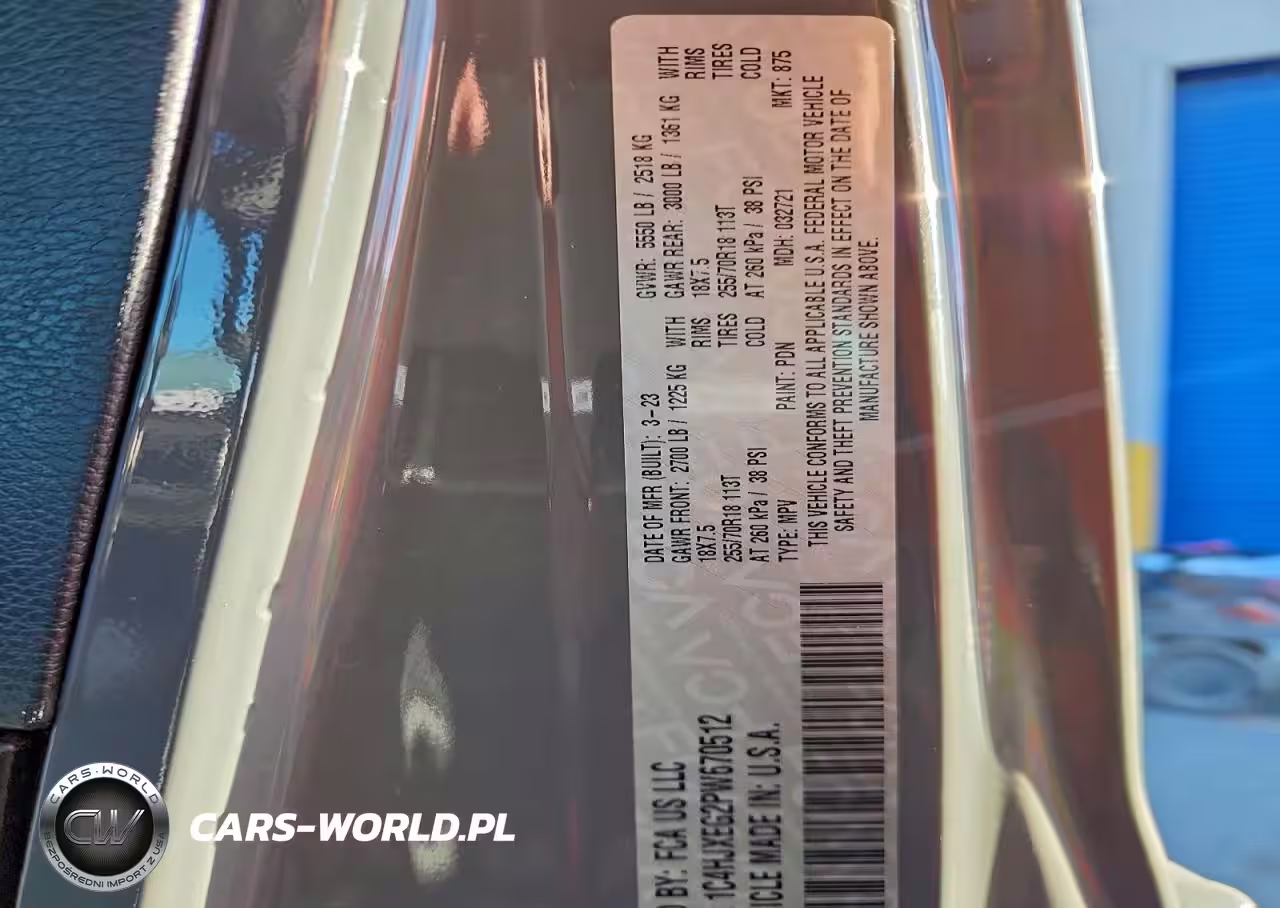 DATE OF MFR (BUILT): 3-23 GVWR: 5550 LB / 2518 KG
GAWR FRONT: 2700 LB / 1225 KG WITH GAWR REAR: 3000 LB / 1361 KG WITH
18X7.5 RIMS 18X7.5 RIMS
255/70R18 113T TIRES 255/70R18 113T TIRES
AT 260 kPa / 38 PSI COLD AT 260 kPa / 38 PSI COLD
TYPE: MPV PAINT: PDN MDH: 032721 MKT: 875
THIS VEHICLE CONFORMS TO ALL APPLICABLE U.S.A. FEDERAL MOTOR VEHICLE
SAFETY AND THEFT PREVENTION STANDARDS IN EFFECT ON THE DATE OF
MANUFACTURE SHOWN ABOVE.
D BY: FCA US LLC
1C4HJXEG2PW670512
ICLE MADE IN: U.S.A.
CARS-WORLD
CW
BEZPOŚREDNI IMPORT Z USA
CARS-WORLD.PL